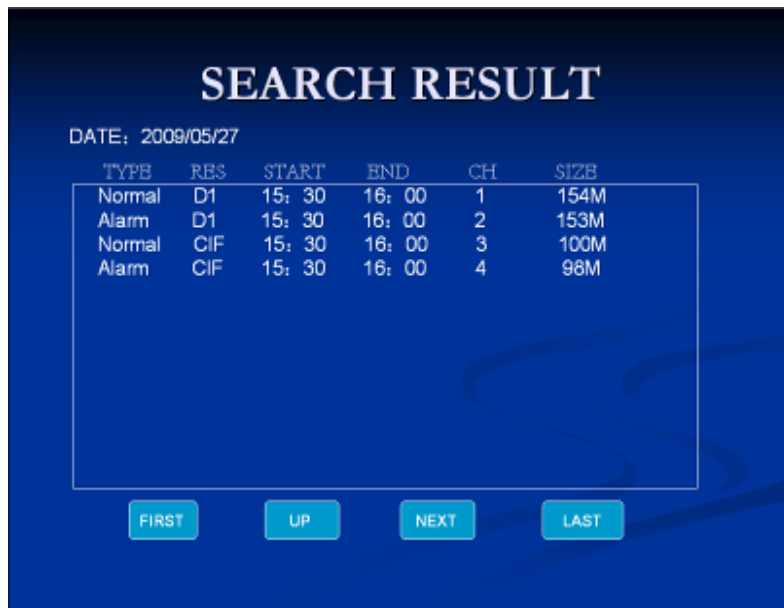 SEARCH RESULT
DATE：2009/05/27
TYPE RES START END CH SIZE
Normal D1 15：30 16：00 1 154M
Alarm D1 15：30 16：00 2 153M
Normal CIF 15：30 16：00 3 100M
Alarm CIF 15：30 16：00 4 98M
FIRST UP NEXT LAST